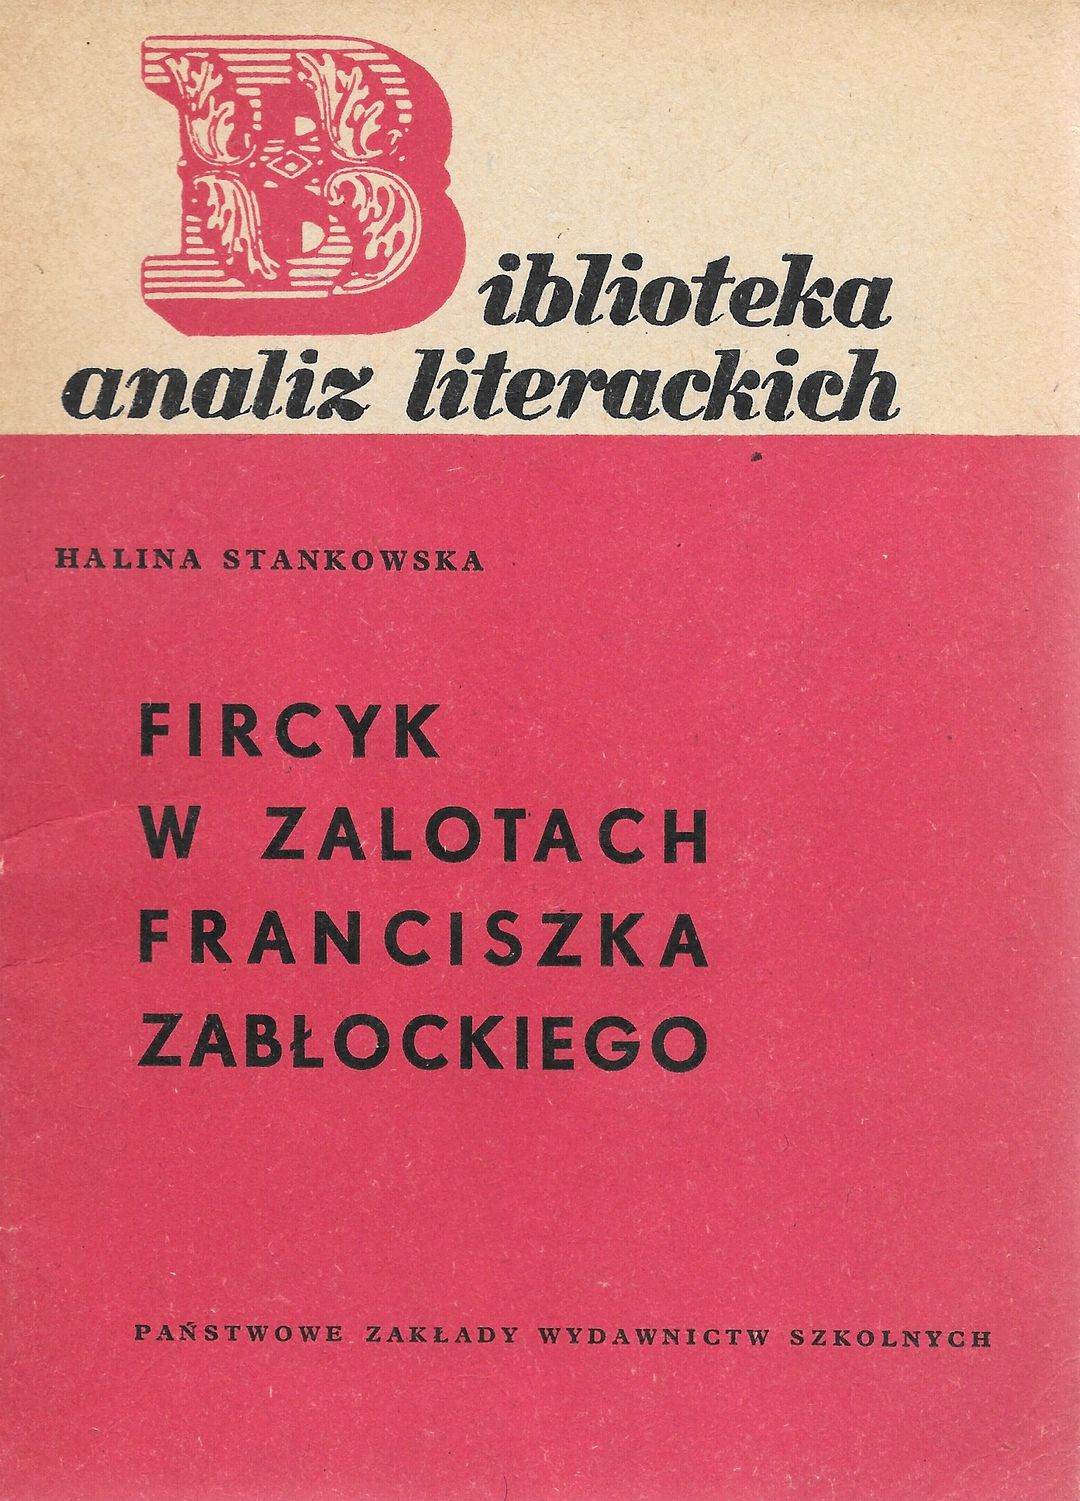 Biblioteka
analiz literackich
HALINA STANKOWSKA
FIRCYK
W ZALOTACH
FRANCISZKA
ZABŁOCKIEGO
PAŃSTWOWE ZAKŁADY WYDAWNICTW SZKOLNYCH